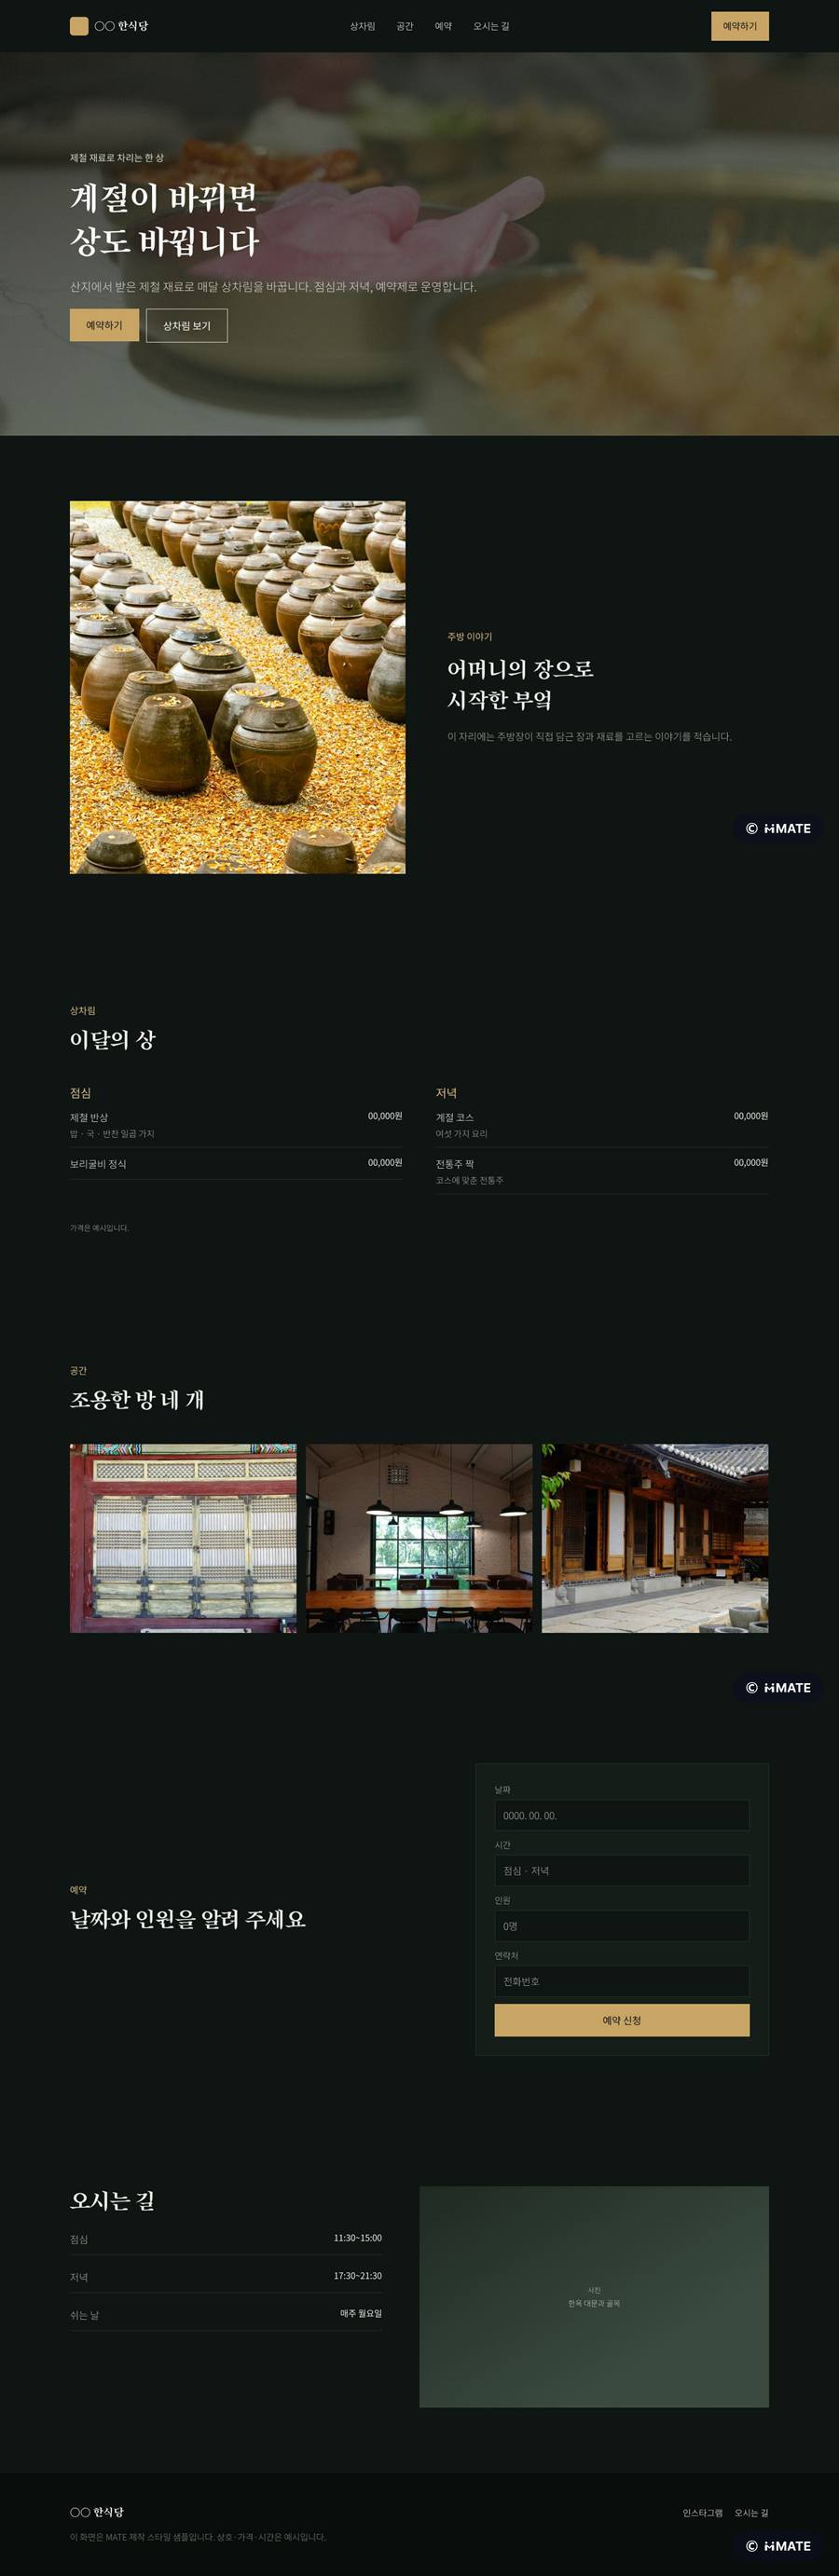 ○○ 한식당
상차림
공간
예약
오시는 길
예약하기
제철 재료로 차리는 한 상
계절이 바뀌면
상도 바뀝니다
산지에서 받은 제철 재료로 매달 상차림을 바꿉니다. 점심과 저녁, 예약제로 운영합니다.
예약하기
상차림 보기
주방 이야기
어머니의 장으로
시작한 부엌
이 자리에는 주방장이 직접 담근 장과 재료를 고르는 이야기를 적습니다.
© MATE
상차림
이달의 상
점심
제철 반상 00,000원
밥 · 국 · 반찬 일곱 가지
보리굴비 정식 00,000원
저녁
계절 코스 00,000원
여섯 가지 요리
전통주 짝 00,000원
코스에 맞춘 전통주
가격은 예시입니다.
공간
조용한 방 네 개
© MATE
예약
날짜와 인원을 알려 주세요
날짜
0000. 00. 00.
시간
점심 · 저녁
인원
0명
연락처
전화번호
예약 신청
오시는 길
점심 11:30~15:00
저녁 17:30~21:30
쉬는 날 매주 월요일
사진
한옥 대문과 골목
○○ 한식당
이 화면은 MATE 제작 스타일 샘플입니다. 상호·가격·시간은 예시입니다.
인스타그램
오시는 길
© MATE